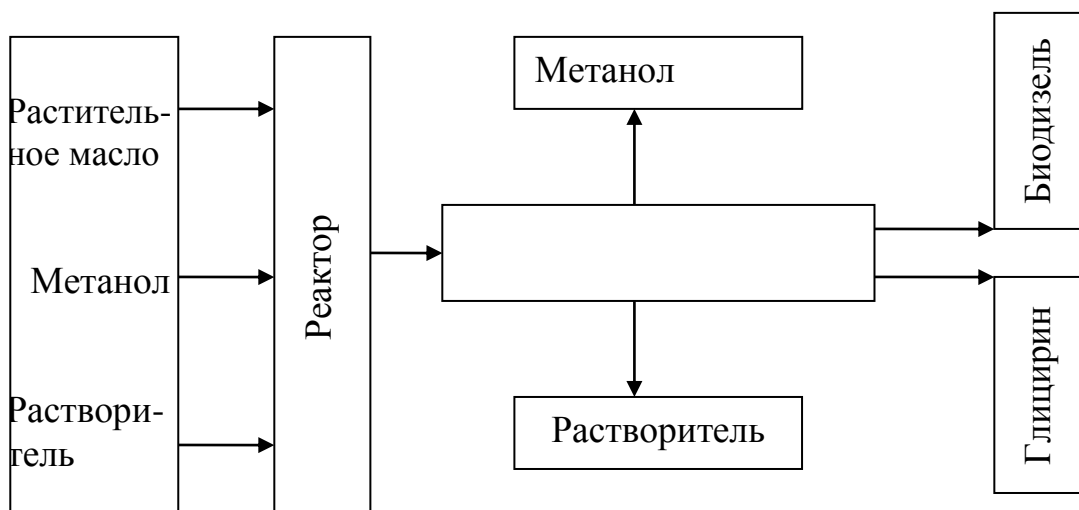 Раститель-
ное масло
Метанол
Раствори-
тель
Реактор
Метанол
Растворитель
Биодизель
Глицирин